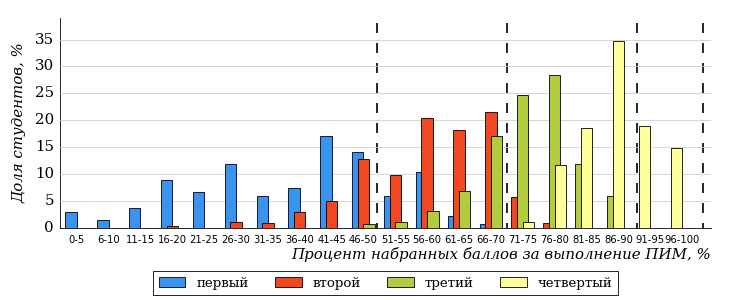 Доля студентов, %
35
30
25
20
15
10
5
0
0-5 6-10 11-15 16-20 21-25 26-30 31-35 36-40 41-45 46-50 51-55 56-60 61-65 66-70 71-75 76-80 81-85 86-90 91-95 96-100
Процент набранных баллов за выполнение ПИМ, %
первый второй третий четвертый